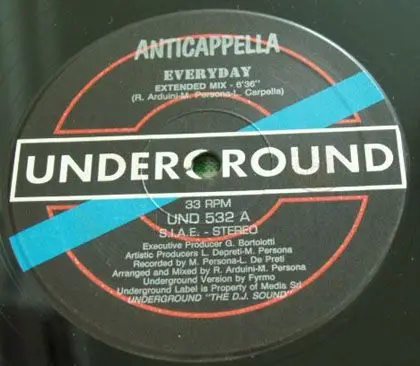 ANTICAPPELLA
EVERYDAY
EXTENDED MIX - 6'36"
(R. Arduini-M. Persona-L. Carpella)
UNDERGROUND
33 RPM
UND 532 A
S.I.A.E. - STEREO
Executive Producer G. Bortolotti
Artistic Producers L. Depreti-M. Persona
Recorded by M. Persona-L. De Preti
Arranged and Mixed by R. Arduini-M. Persona
Underground Version by Fyrmo
Underground Label is Property of Media Srl
UNDERGROUND "THE D.J. SOUND"